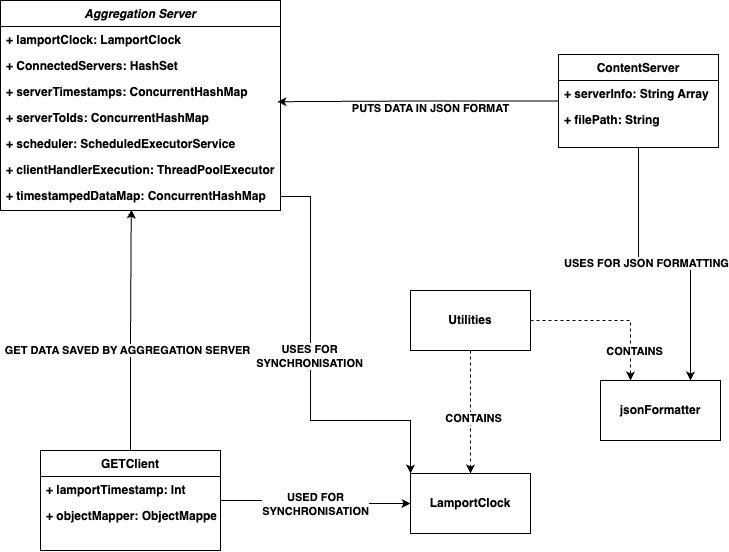 Aggregation Server
+ lamportClock: LamportClock
+ ConnectedServers: HashSet
+ serverTimestamps: ConcurrentHashMap
+ serverToIds: ConcurrentHashMap
+ scheduler: ScheduledExecutorService
+ clientHandlerExecution: ThreadPoolExecutor
+ timestampedDataMap: ConcurrentHashMap
ContentServer
+ serverInfo: String Array
+ filePath: String
PUTS DATA IN JSON FORMAT
USES FOR JSON FORMATTING
Utilities
GET DATA SAVED BY AGGREGATION SERVER
USES FOR
SYNCHRONISATION
CONTAINS
CONTAINS
jsonFormatter
GETClient
+ lamportTimestamp: Int
+ objectMapper: ObjectMappe
USED FOR
SYNCHRONISATION
LamportClock